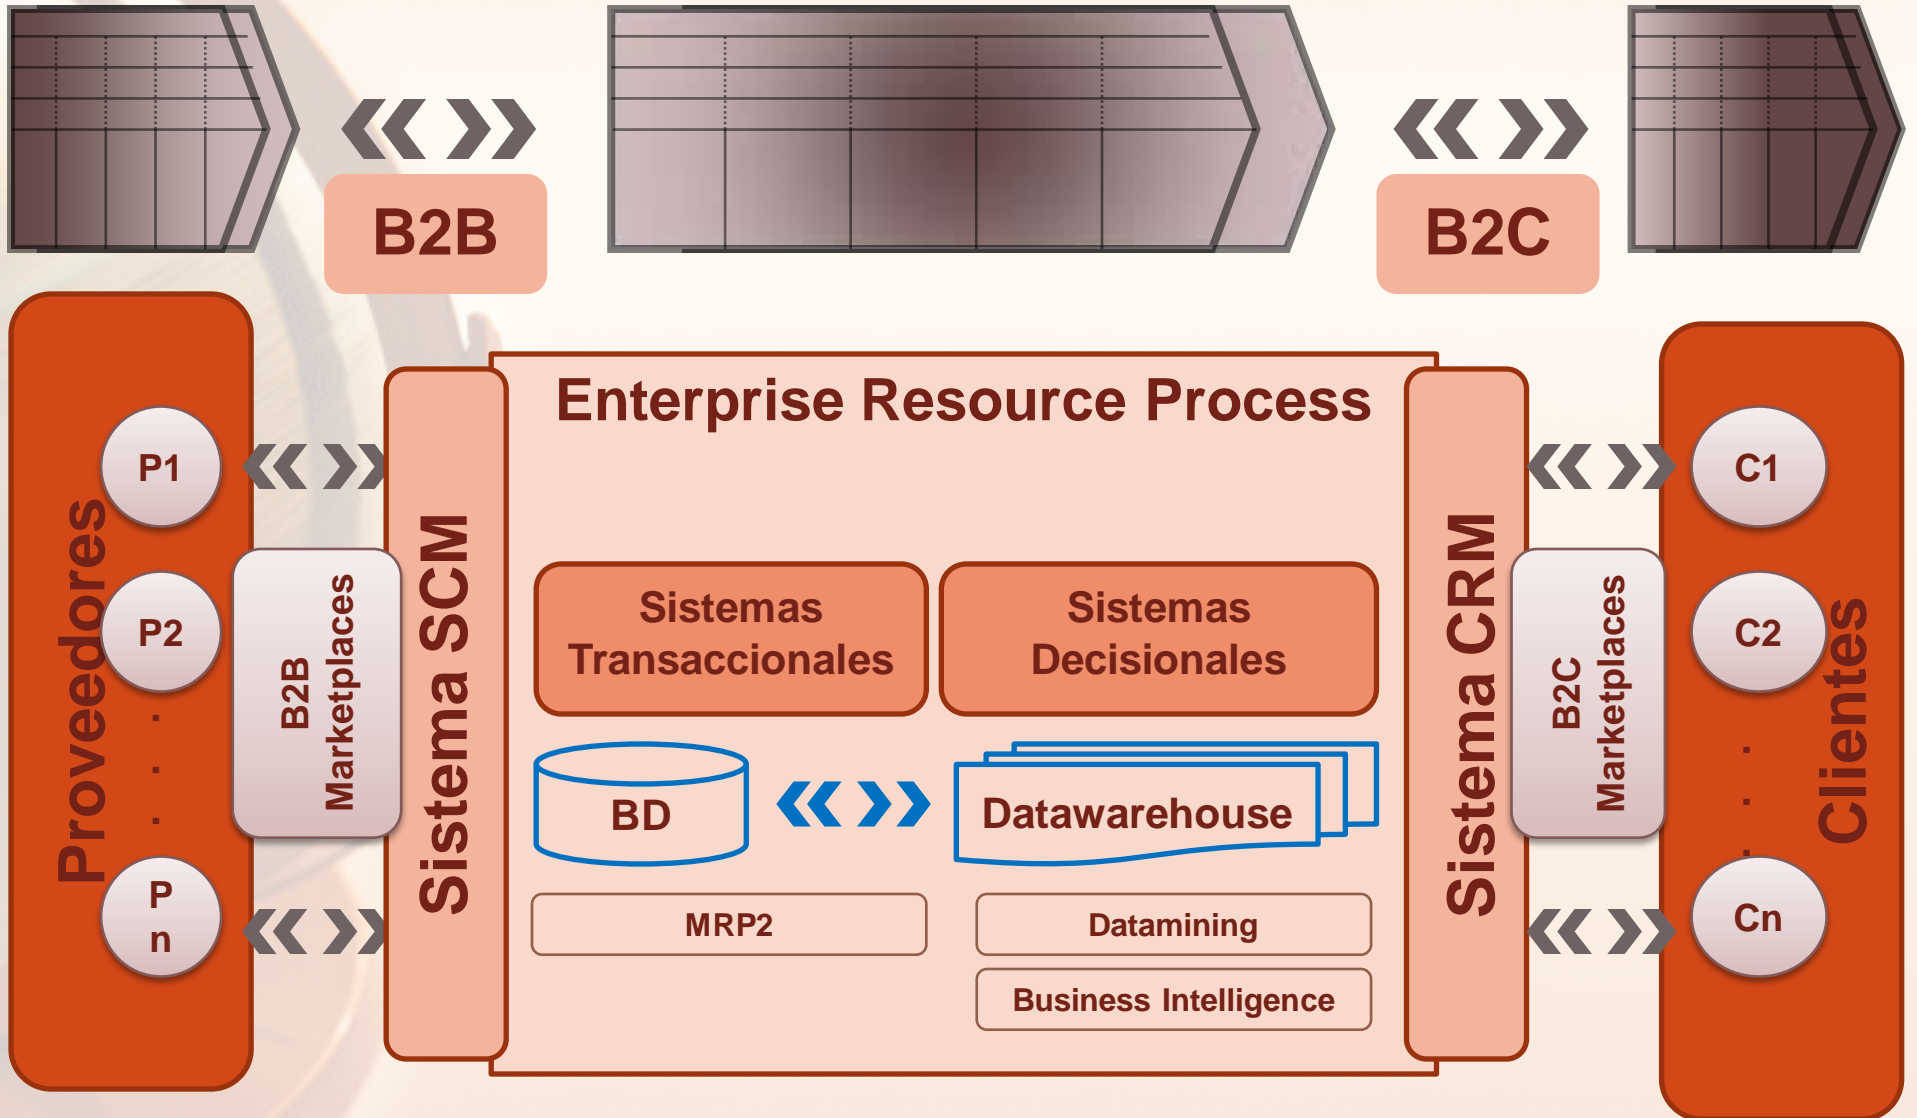 B2B
B2C
Proveedores
P1
P2
.
.
.
P
n
B2B
Marketplaces
Sistema SCM
Enterprise Resource Process
Sistemas
Transaccionales
Sistemas
Decisionales
BD
Datawarehouse
MRP2
Datamining
Business Intelligence
Sistema CRM
B2C
Marketplaces
C1
C2
.
.
.
Cn
Clientes